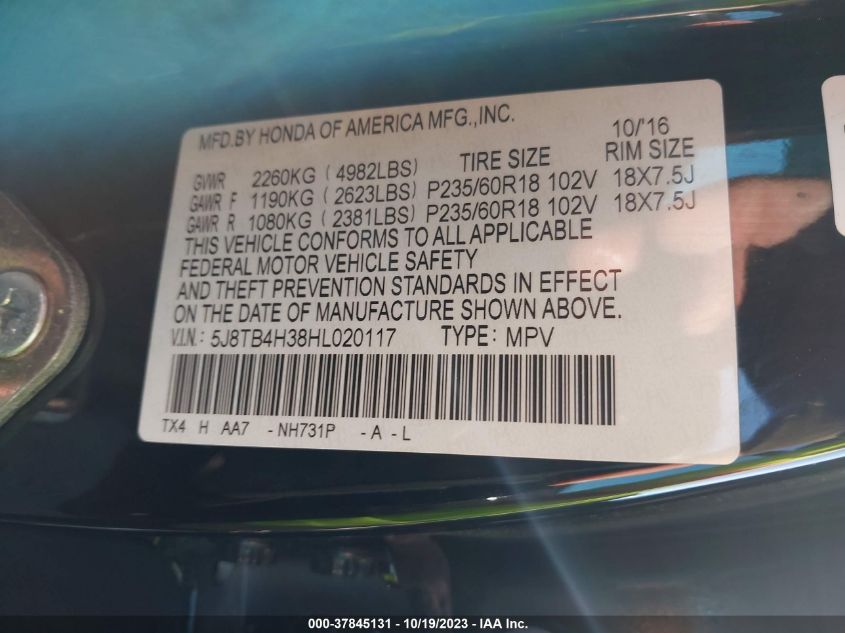 MFD.BY HONDA OF AMERICA MFG.,INC. 10/'16
GVWR 2260KG (4982LBS) TIRE SIZE RIM SIZE
GAWR F 1190KG (2623LBS) P235/60R18 102V 18X7.5J
GAWR R 1080KG (2381LBS) P235/60R18 102V 18X7.5J
THIS VEHICLE CONFORMS TO ALL APPLICABLE
FEDERAL MOTOR VEHICLE SAFETY
AND THEFT PREVENTION STANDARDS IN EFFECT
ON THE DATE OF MANUFACTURE SHOWN ABOVE.
V.I.N.: 5J8TB4H38HL020117 TYPE: MPV
TX4 H AA7 -NH731P -A -L
000-37845131 - 10/19/2023 - IAA Inc.